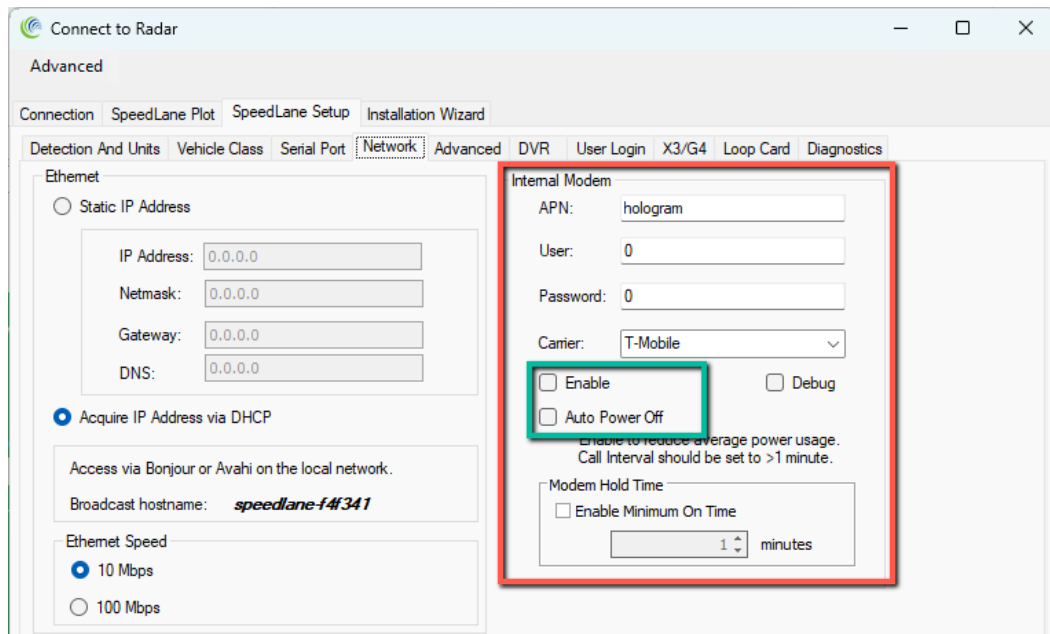 Connect to Radar
Advanced
Connection SpeedLane Plot SpeedLane Setup Installation Wizard
Detection And Units Vehicle Class Serial Port Network Advanced DVR User Login X3/G4 Loop Card Diagnostics
Ethernet
Static IP Address
IP Address: 0.0.0.0
Netmask: 0.0.0.0
Gateway: 0.0.0.0
DNS: 0.0.0.0
Acquire IP Address via DHCP
Access via Bonjour or Avahi on the local network.
Broadcast hostname: speedlane-f4f341
Ethernet Speed
10 Mbps
100 Mbps
Internal Modem
APN: hologram
User: 0
Password: 0
Carrier: T-Mobile
Enable Debug
Auto Power Off
Enable to reduce average power usage.
Call Interval should be set to >1 minute.
Modem Hold Time
Enable Minimum On Time
1 minutes